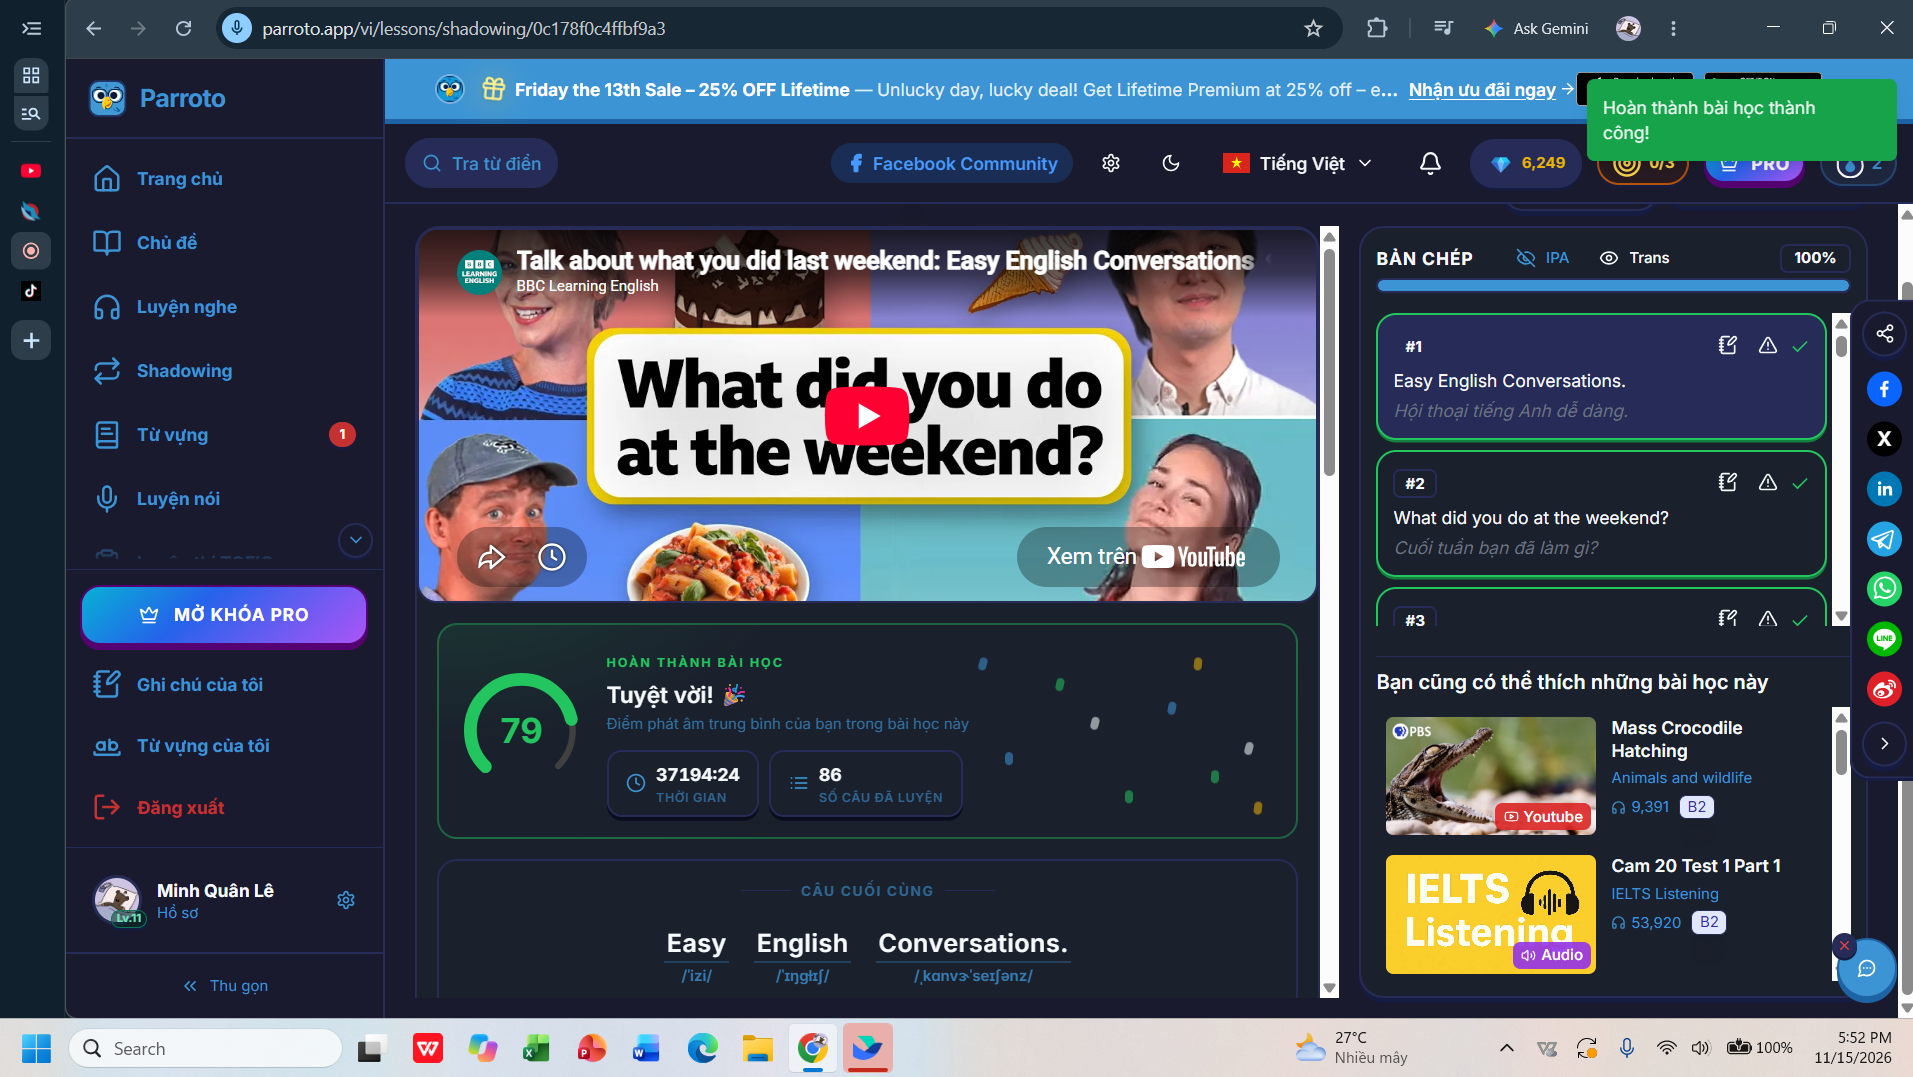 parroto.app/vi/lessons/shadowing/0c178f0c4ffbf9a3
Ask Gemini
Parroto
Friday the 13th Sale – 25% OFF Lifetime — Unlucky day, lucky deal! Get Lifetime Premium at 25% off – e... Nhận ưu đãi ngay →
Hoàn thành bài học thành
công!
Tra từ điển
Facebook Community
Tiếng Việt
6,249
0/3
PRO
2
Trang chủ
Chủ đề
Luyện nghe
Shadowing
Từ vựng
1
Luyện nói
MỞ KHÓA PRO
Ghi chú của tôi
Từ vựng của tôi
Đăng xuất
Minh Quân Lê
Lv.11
Hồ sơ
Thu gọn
BBC
LEARNING
ENGLISH
Talk about what you did last weekend: Easy English Conversations
BBC Learning English
What did you do
at the weekend?
Xem trên YouTube
HOÀN THÀNH BÀI HỌC
Tuyệt vời!
Điểm phát âm trung bình của bạn trong bài học này
79
37194:24
THỜI GIAN
86
SỐ CÂU ĐÃ LUYỆN
CÂU CUỐI CÙNG
Easy English Conversations.
/ˈizi/ /ˈɪŋɡlɪʃ/ /ˌkɑnvɝˈseɪʃənz/
BẢN CHÉP
IPA
Trans
100%
#1
Easy English Conversations.
Hội thoại tiếng Anh dễ dàng.
#2
What did you do at the weekend?
Cuối tuần bạn đã làm gì?
#3
Bạn cũng có thể thích những bài học này
PBS
Youtube
Mass Crocodile
Hatching
Animals and wildlife
9,391 B2
IELTS
Listening
Audio
Cam 20 Test 1 Part 1
IELTS Listening
53,920 B2
X
in
LINE
Search
27°C
Nhiều mây
100%
5:52 PM
11/15/2026